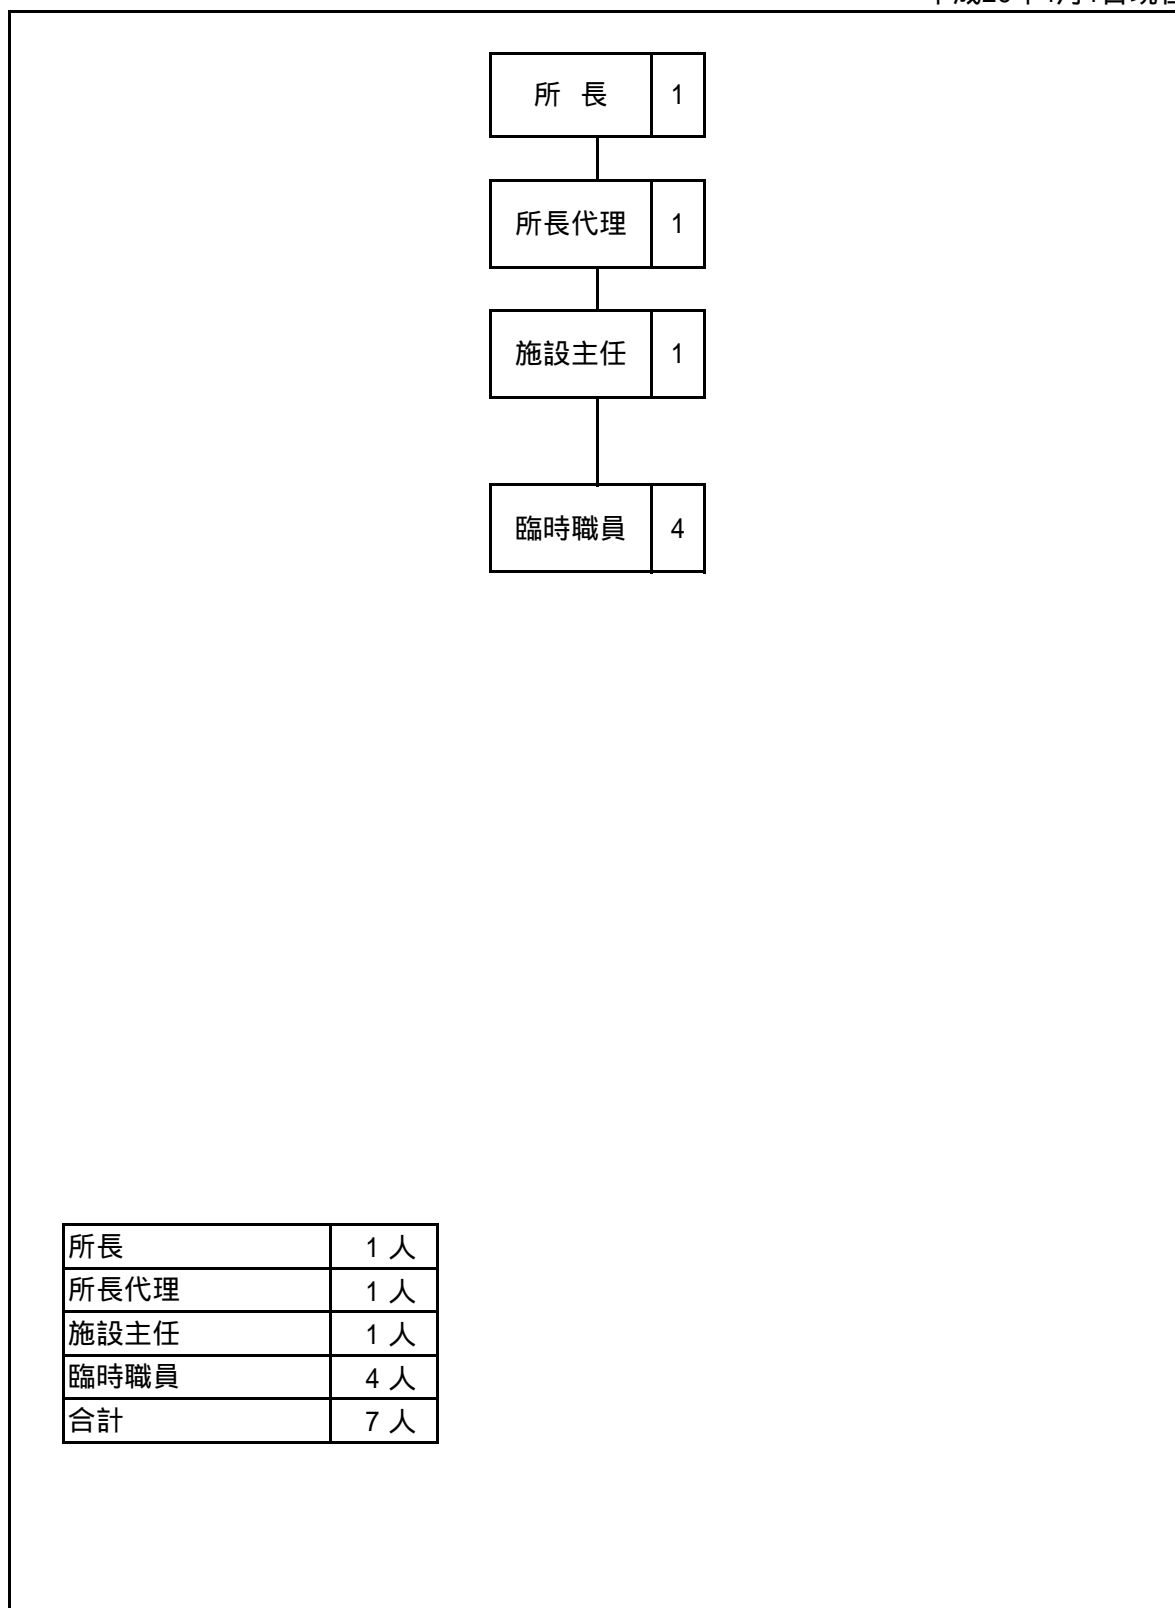 所 長 1
所長代理 1
施設主任 1
臨時職員 4
所長 1 人
所長代理 1 人
施設主任 1 人
臨時職員 4 人
合計 7 人